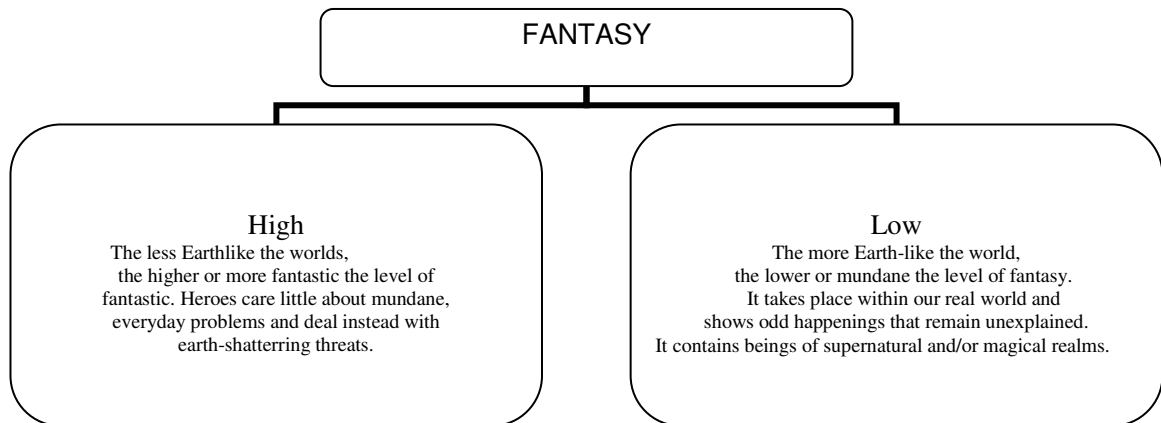 FANTASY
High
The less Earthlike the worlds,
the higher or more fantastic the level of
fantastic. Heroes care little about mundane,
everyday problems and deal instead with
earth-shatterring threats.
Low
The more Earth-like the world,
the lower or mundane the level of fantasy.
It takes place within our real world and
shows odd happenings that remain unexplained.
It contains beings of supernatural and/or magical realms.